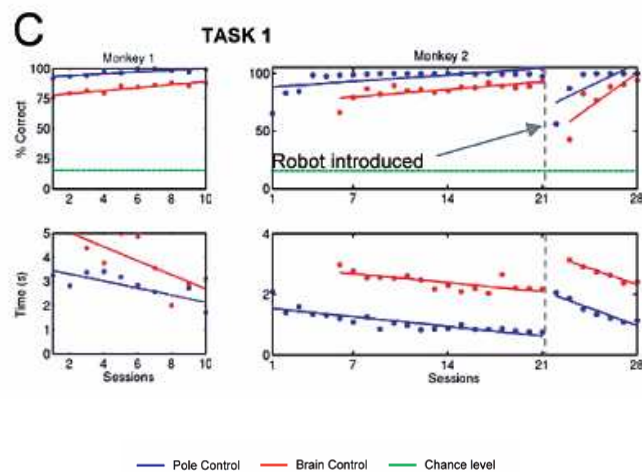 C
TASK 1
Monkey 1
Monkey 2
% Correct
100
75
50
25
0
2 4 6 8 10
100
50
0
Robot introduced
1 7 14 21 28
Time (s)
5
4
3
2
1
0
2 4 6 8 10
Sessions
4
2
0
1 7 14 21 28
Sessions
Pole Control Brain Control Chance level